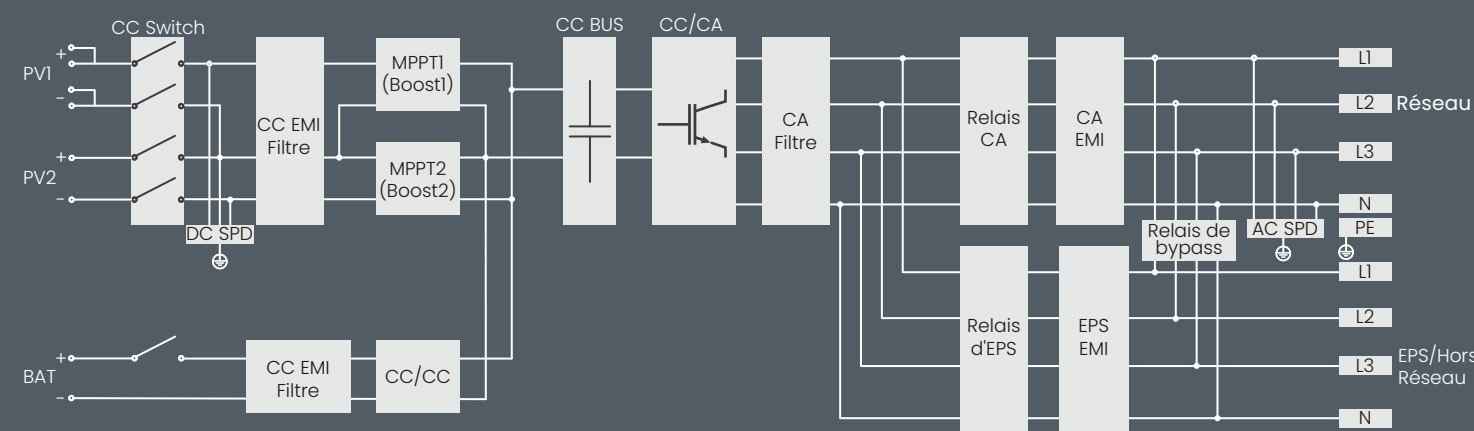 CC Switch
CC BUS
CC/CA
+
PV1
−
+
PV2
−
CC EMI
Filtre
MPPT1
(Boost1)
MPPT2
(Boost2)
CA
Filtre
Relais
CA
CA
EMI
L1
L2 Réseau
L3
N
PE
DC SPD
Relais de
bypass
AC SPD
Relais
d'EPS
EPS
EMI
L1
L2
L3
EPS/Hors
Réseau
N
+
BAT
−
CC EMI
Filtre
CC/CC